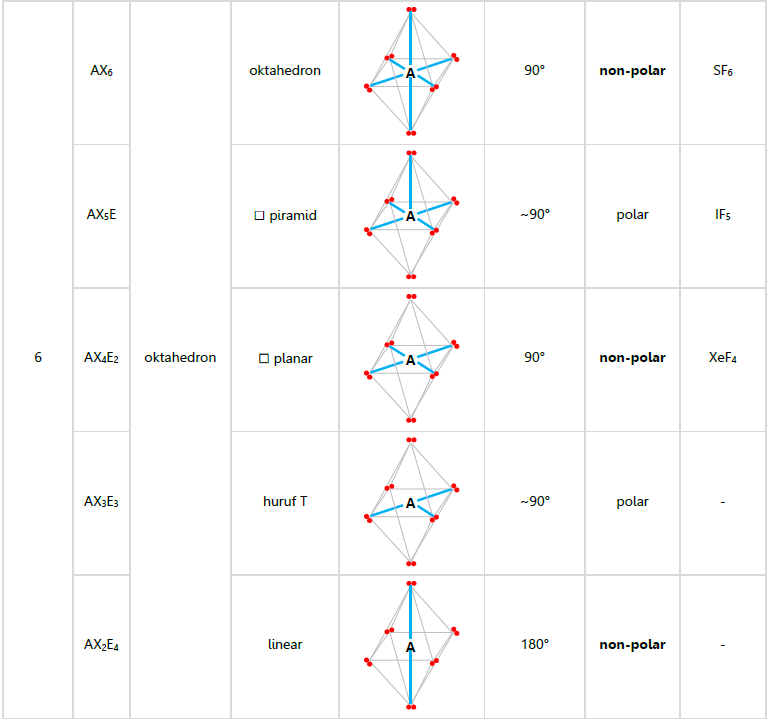 AX₆ oktahedron A 90° non-polar SF₆
AX₅E □ piramid A ~90° polar IF₅
6 AX₄E₂ oktahedron □ planar A 90° non-polar XeF₄
AX₃E₃ huruf T A ~90° polar -
AX₂E₄ linear A 180° non-polar -